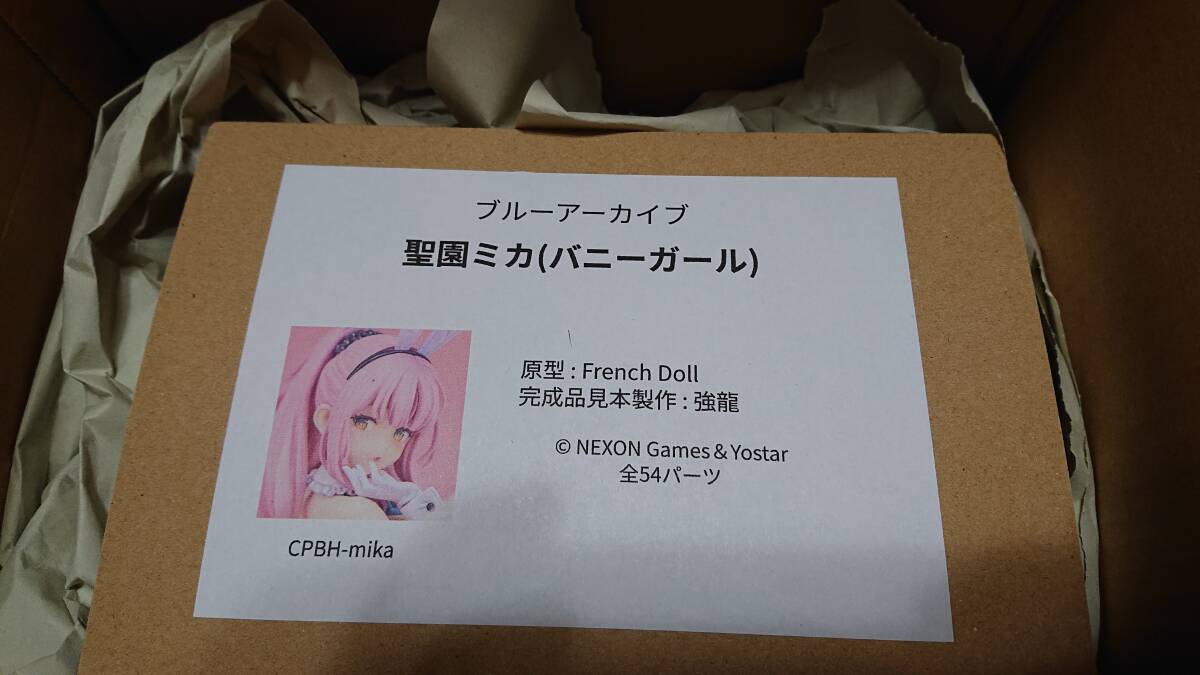 ブルーアーカイブ
聖園ミカ(バニーガール)
原型 : French Doll
完成品見本製作 : 強龍
© NEXON Games & Yostar
全54パーツ
CPBH-mika